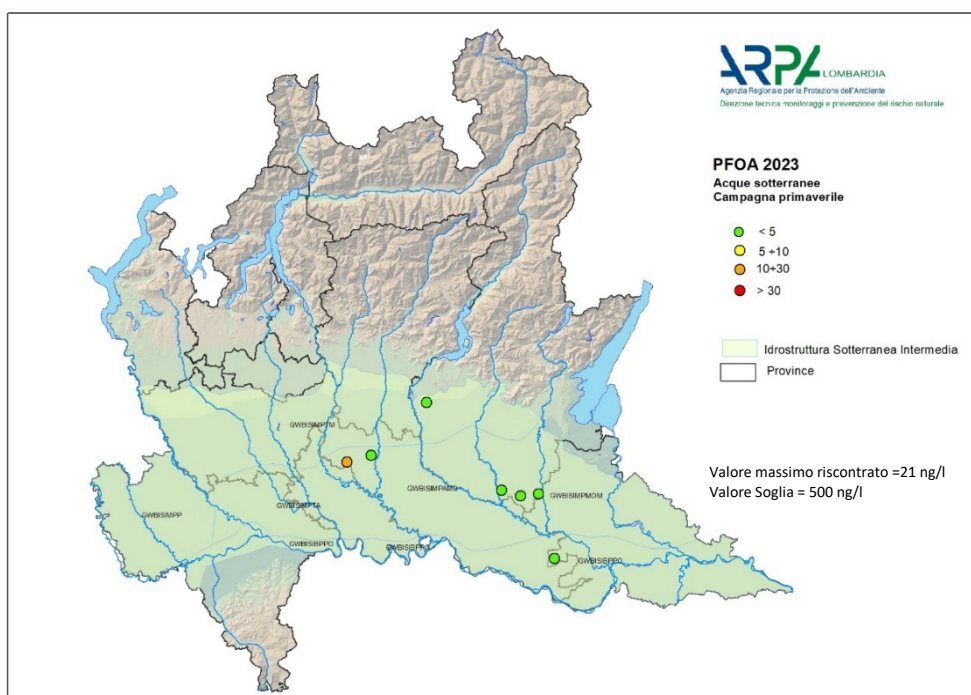 ARPA LOMBARDIA
Agenzia Regionale per la Protezione dell'Ambiente
Direzione tecnica monitoraggi e prevenzione del rischio naturale
PFOA 2023
Acque sotterranee
Campagna primaverile
< 5
5 ÷10
10÷30
> 30
Idrostruttura Sotterranea Intermedia
Province
Valore massimo riscontrato =21 ng/l
Valore Soglia = 500 ng/l
GWBISIMPTM
GWBISIMPAMO
GWBISIMPMOM
GWBISIMPP
GWBISIMPTA
GWBISIBPPO
GWBISIBPPO